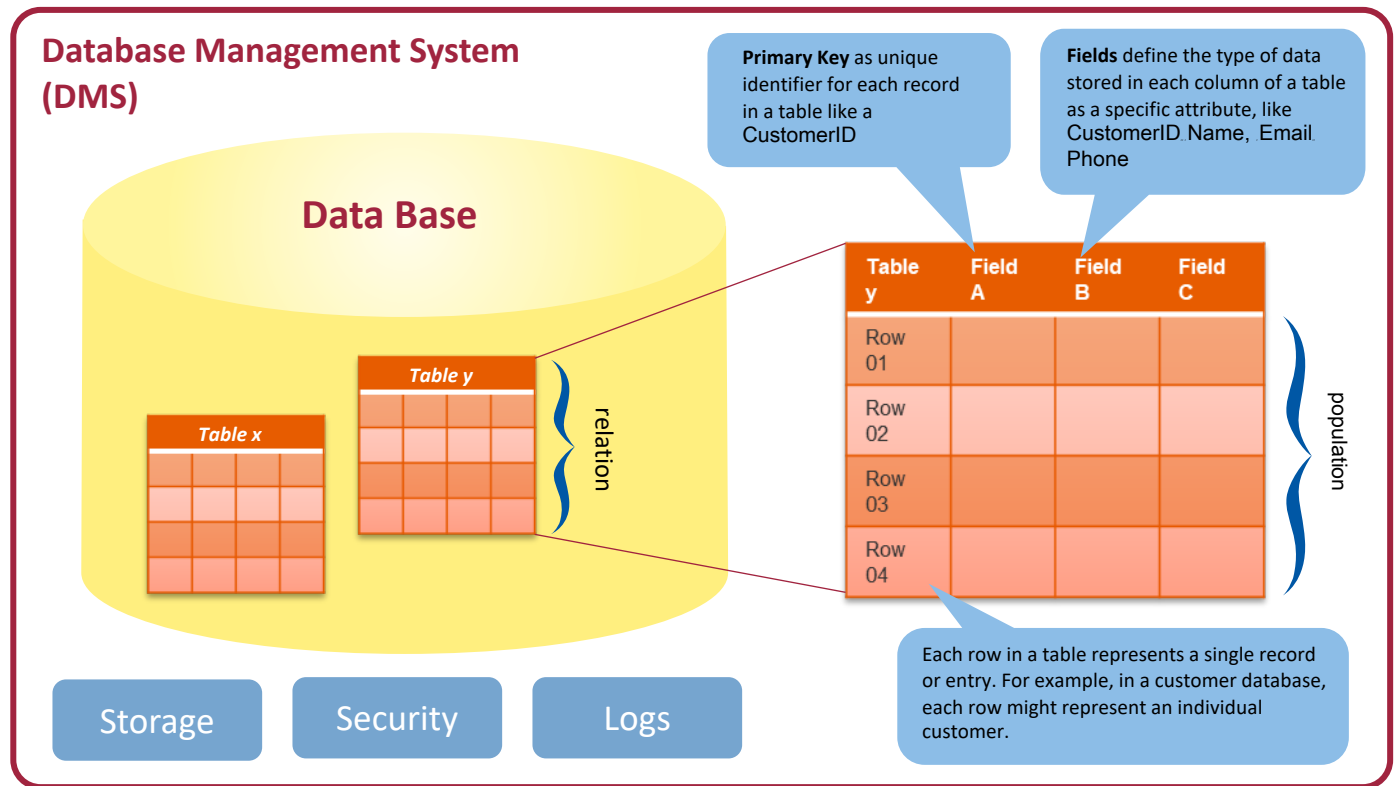 Database Management System
(DMS)
Primary Key as unique
identifier for each record
in a table like a
CustomerID
Fields define the type of data
stored in each column of a table
as a specific attribute, like
CustomerID Name, Email
Phone
Data Base
Table y
relation
Table x
Table
y
Field
A
Field
B
Field
C
Row
01
Row
02
Row
03
Row
04
population
Each row in a table represents a single record
or entry. For example, in a customer database,
each row might represent an individual
customer.
Storage
Security
Logs